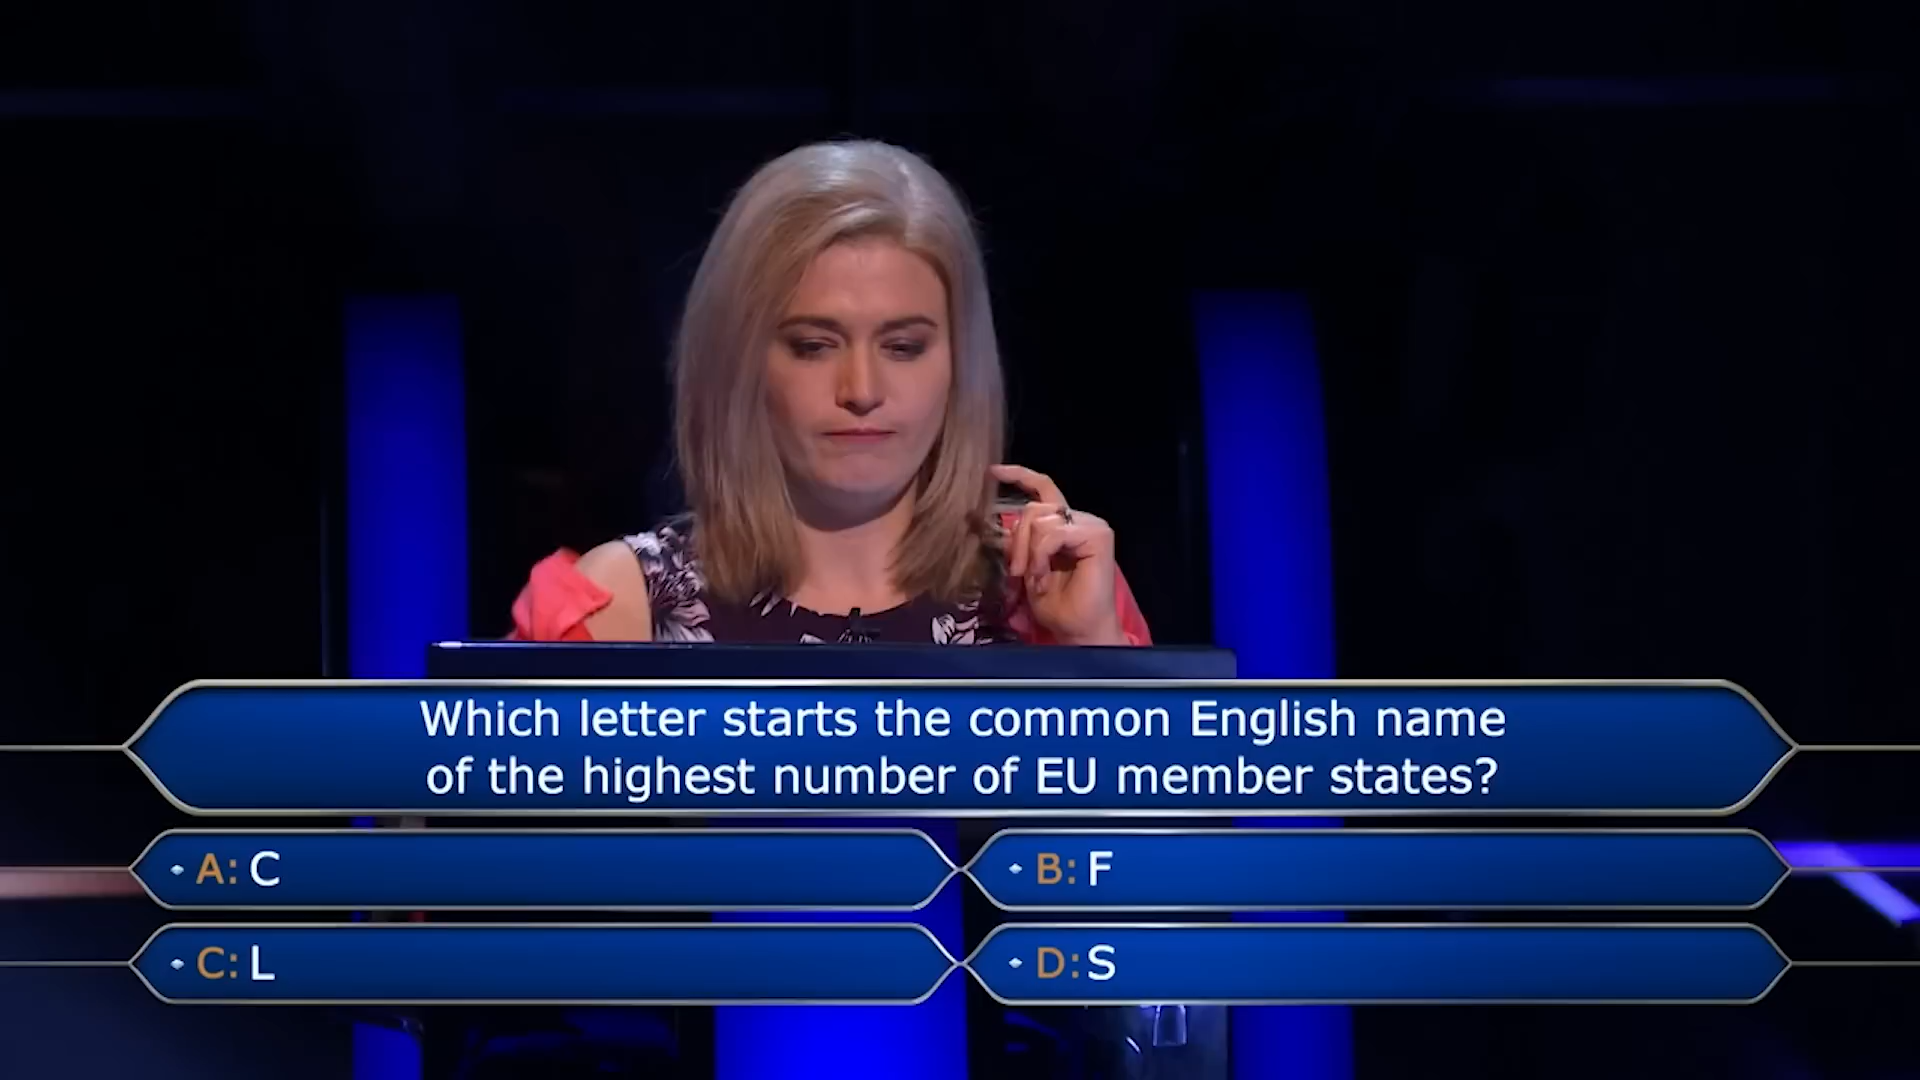 Which letter starts the common English name
of the highest number of EU member states?
A: C
B: F
C: L
D: S